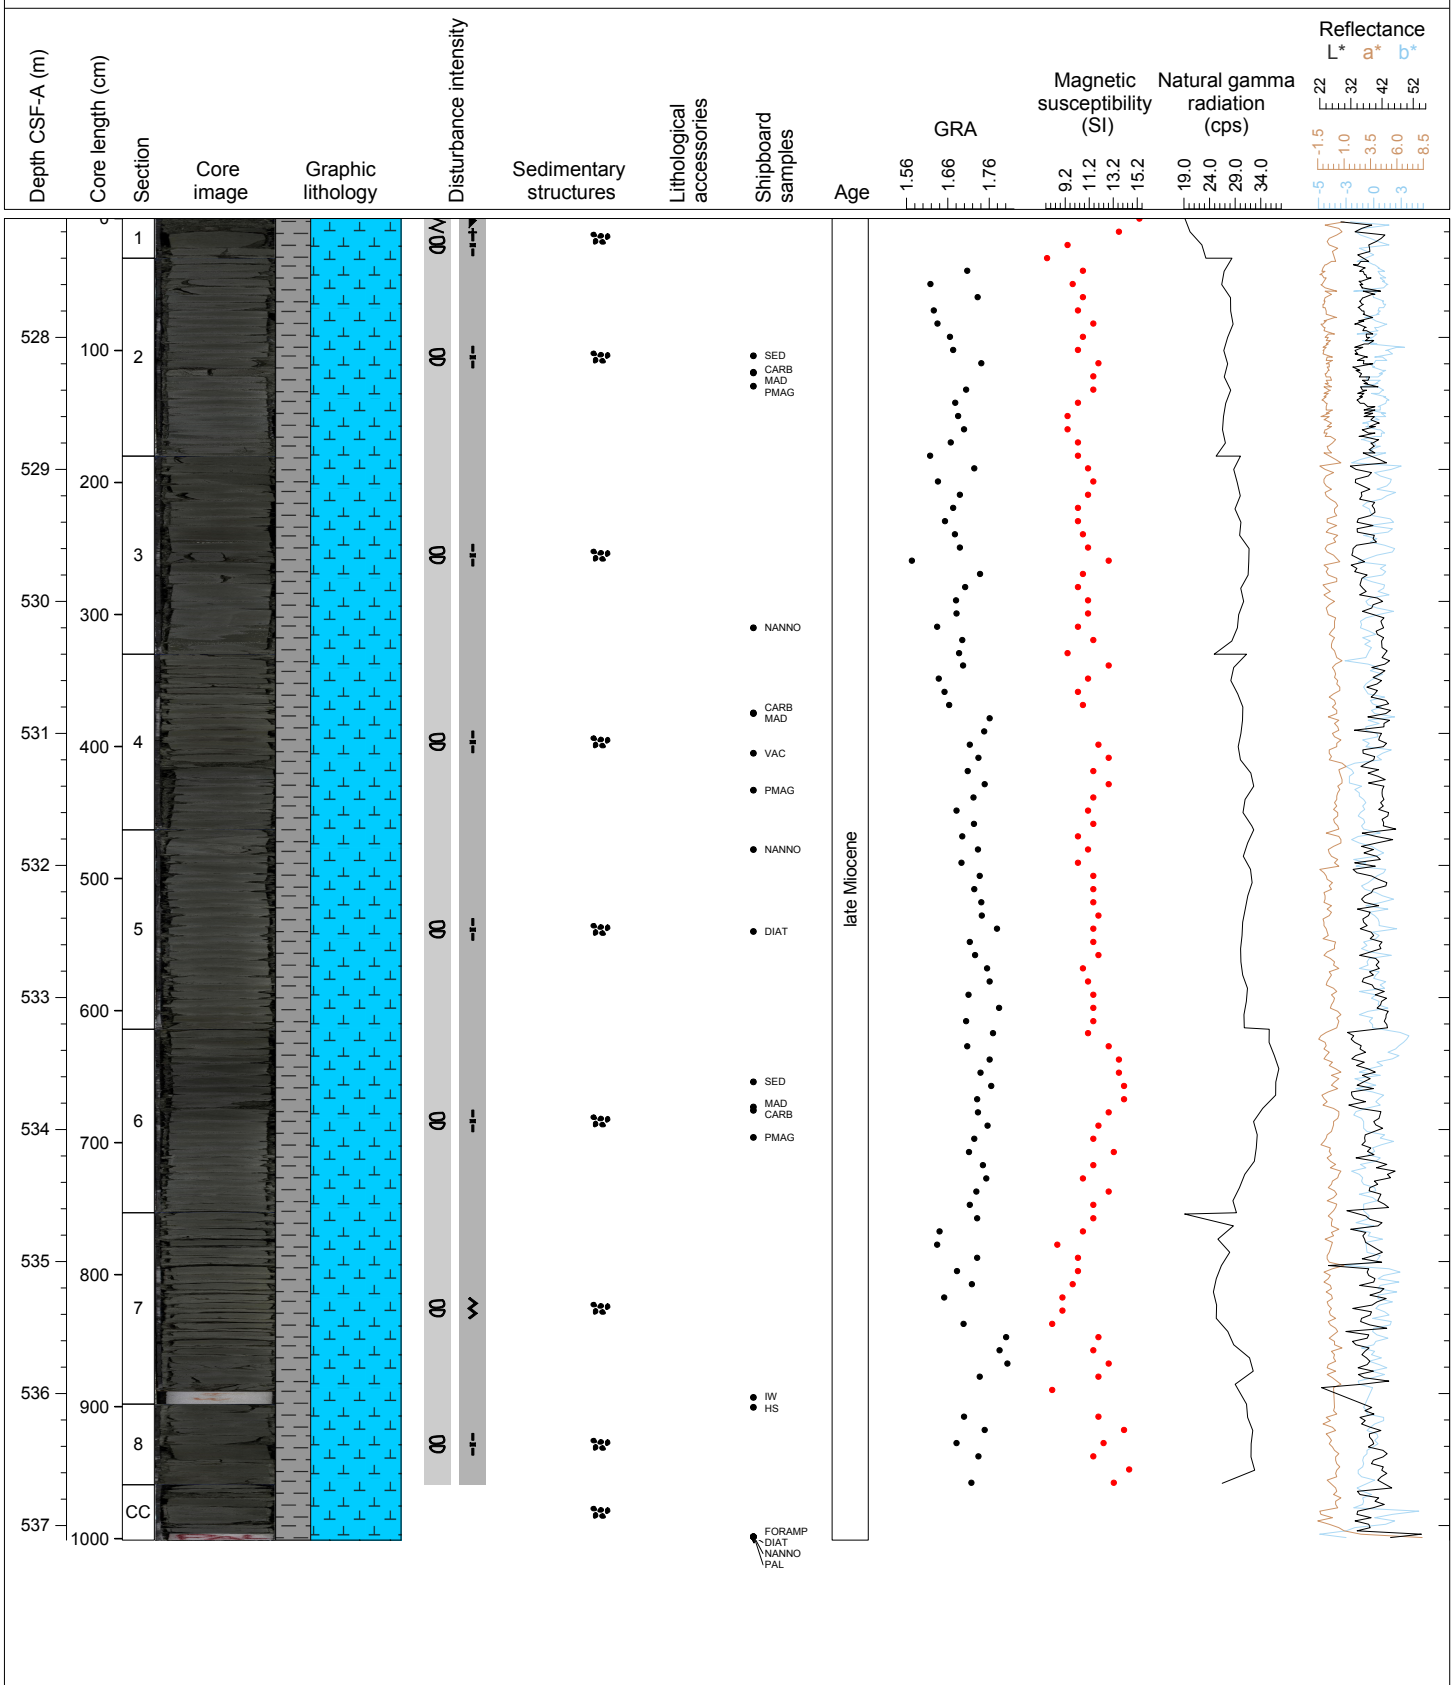 Depth CSF-A (m)
Core length (cm)
Section
Core
image
Graphic
lithology
Disturbance intensity
Sedimentary
structures
Lithological
accessories
Shipboard
samples
Age
GRA
1.56
1.66
1.76
Magnetic
susceptibility
(SI)
9.2
11.2
13.2
15.2
Natural gamma
radiation
(cps)
19.0
24.0
29.0
34.0
Reflectance
L* a* b*
22
32
42
52
-1.5
1.0
3.5
6.0
8.5
-5
-3
0
3
528
529
530
531
532
533
534
535
536
537
0
100
200
300
400
500
600
700
800
900
1000
1
2
3
4
5
6
7
8
CC
SED
CARB
MAD
PMAG
NANNO
CARB
MAD
VAC
PMAG
NANNO
DIAT
SED
MAD
CARB
PMAG
IW
HS
FORAMP
DIAT
NANNO
PAL
late Miocene